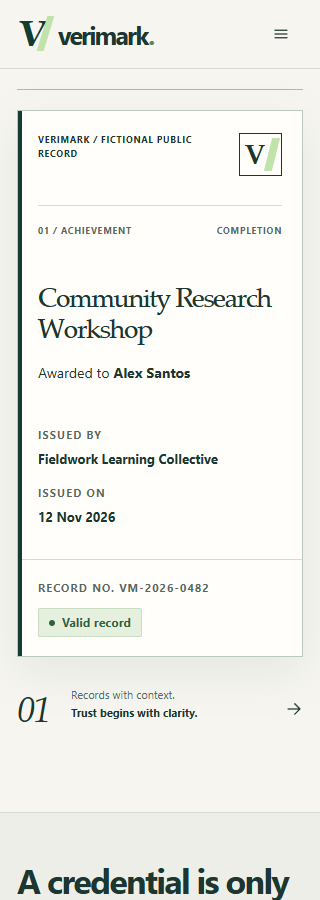 V verimark.
VERIMARK / FICTIONAL PUBLIC
RECORD
V
01 / ACHIEVEMENT COMPLETION
Community Research
Workshop
Awarded to Alex Santos
ISSUED BY
Fieldwork Learning Collective
ISSUED ON
12 Nov 2026
RECORD NO. VM-2026-0482
Valid record
01
Records with context.
Trust begins with clarity.
A credential is only